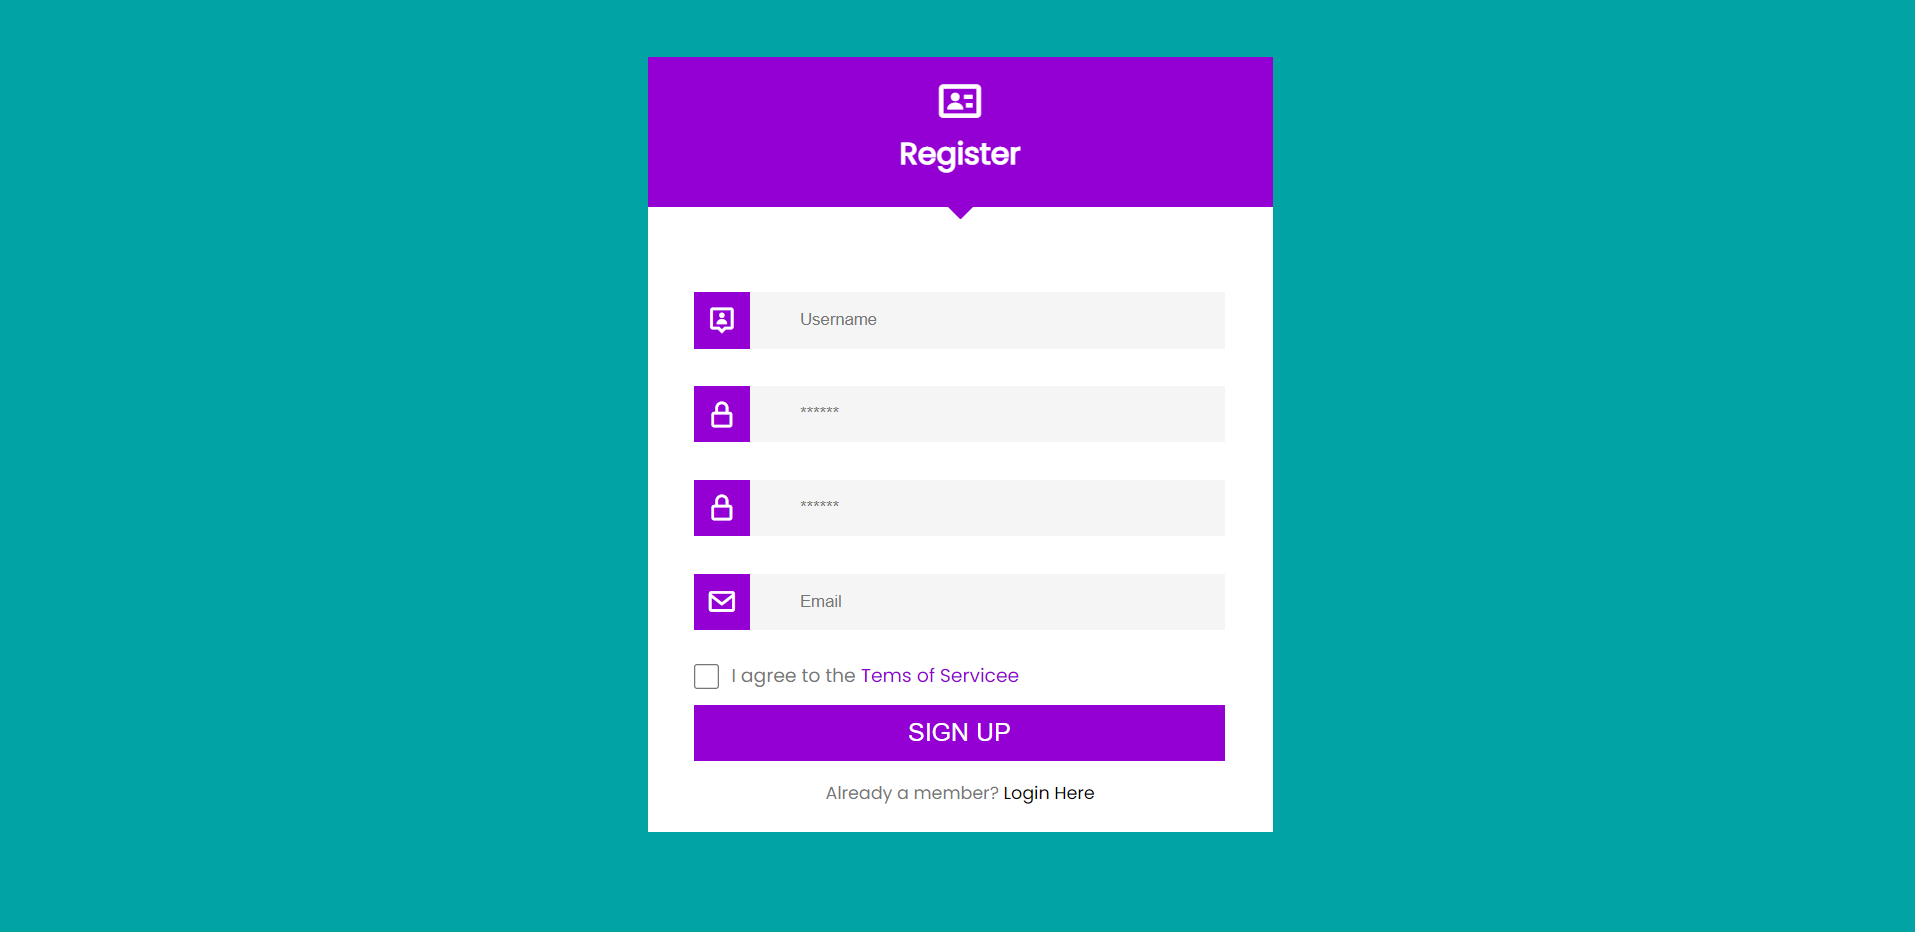 Register
Username
******
******
Email
I agree to the Tems of Servicee
SIGN UP
Already a member? Login Here